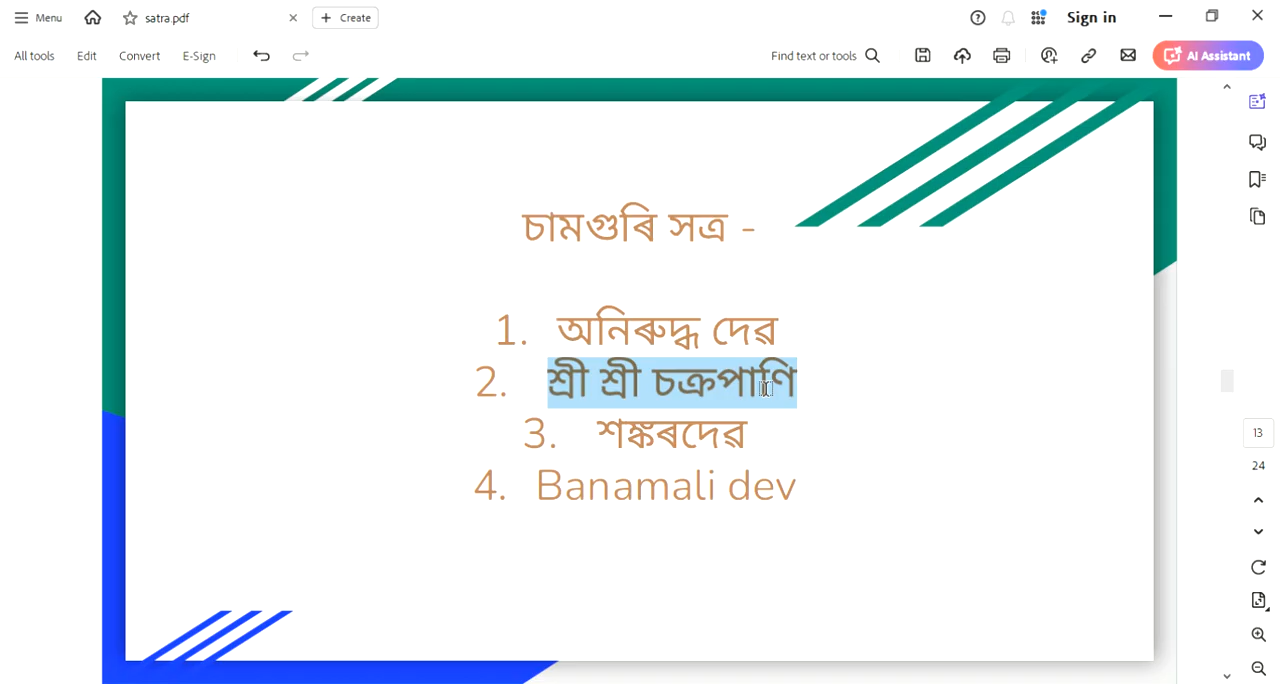 Menu satra.pdf Create Sign in
All tools Edit Convert E-Sign Find text or tools AI Assistant
চামগুৰি সত্ৰ -
1. অনিৰুদ্ধ দেৱ
2. শ্ৰী শ্ৰী চক্ৰপাণি
3. শঙ্কৰদেৱ
4. Banamali dev
13
24